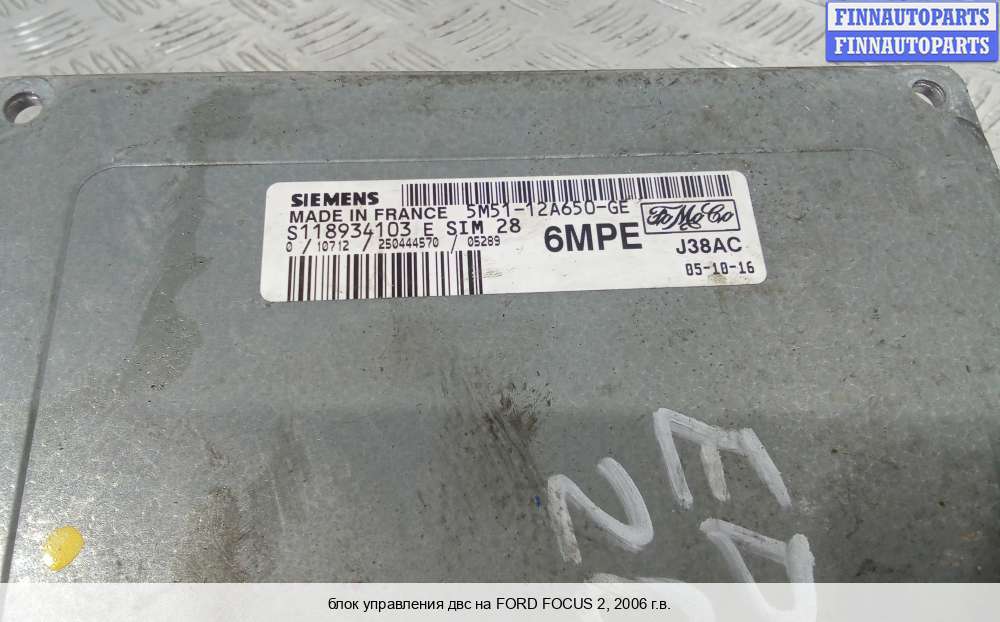 FINNAUTOPARTS
FINNAUTOPARTS
SIEMENS
MADE IN FRANCE 5M51-12A650-GE
S118934103 E SIM 28
0 / 10712 / 250444570 / 05289
6MPE
FoMoCo
J38AC
05-10-16
блок управления двс на FORD FOCUS 2, 2006 г.в.